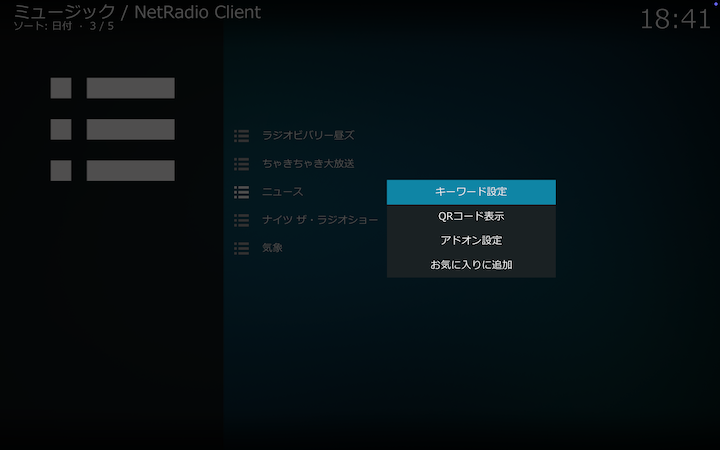 ミュージック / NetRadio Client
ソート: 日付 ・ 3 / 5
18:41
ラジオビバリー昼ズ
ちゃきちゃき大放送
ニュース
ナイツ ザ・ラジオショー
気象
キーワード設定
QRコード表示
アドオン設定
お気に入りに追加